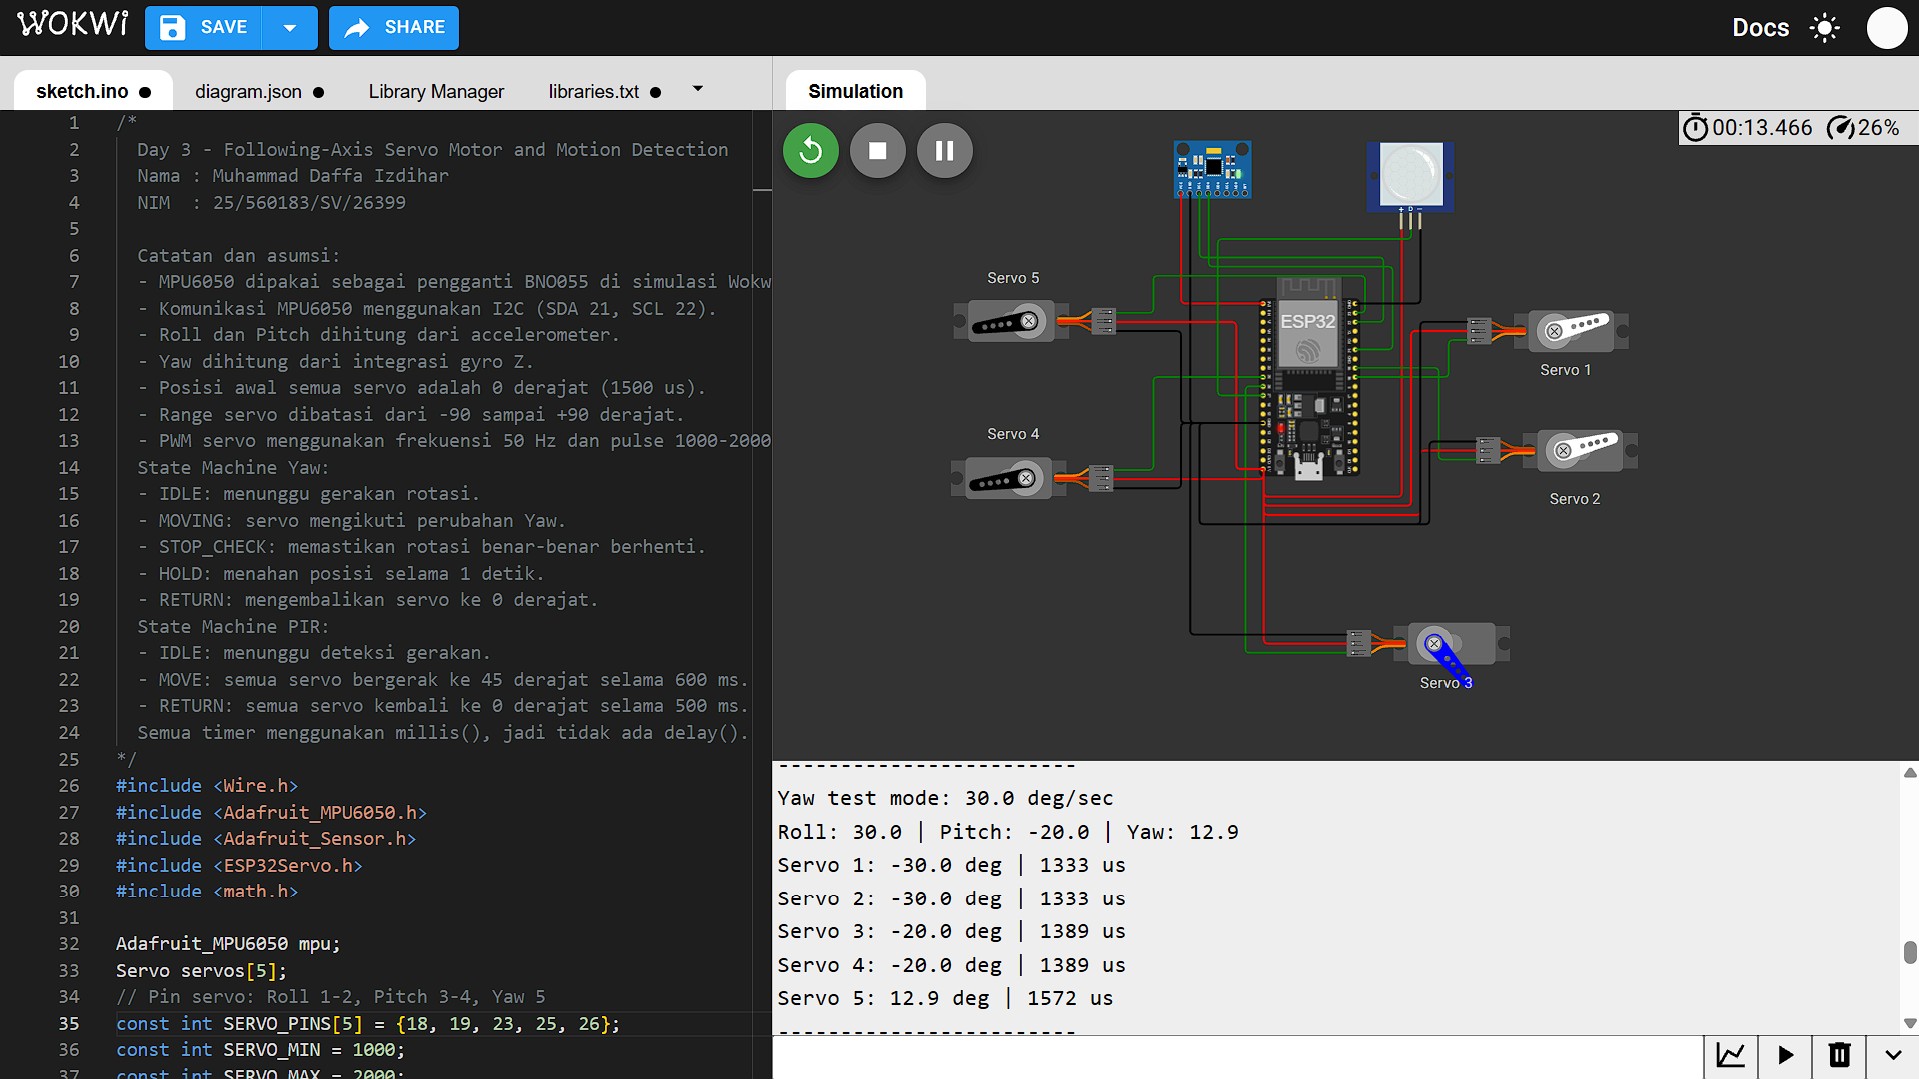 WOKWi
SAVE
SHARE
Docs
sketch.ino
diagram.json
Library Manager
libraries.txt
Simulation
1 /*
2 Day 3 - Following-Axis Servo Motor and Motion Detection
3 Nama : Muhammad Daffa Izdihar
4 NIM  : 25/560183/SV/26399
5
6 Catatan dan asumsi:
7 - MPU6050 dipakai sebagai pengganti BNO055 di simulasi Wokw
8 - Komunikasi MPU6050 menggunakan I2C (SDA 21, SCL 22).
9 - Roll dan Pitch dihitung dari accelerometer.
10 - Yaw dihitung dari integrasi gyro Z.
11 - Posisi awal semua servo adalah 0 derajat (1500 us).
12 - Range servo dibatasi dari -90 sampai +90 derajat.
13 - PWM servo menggunakan frekuensi 50 Hz dan pulse 1000-2000
14 State Machine Yaw:
15 - IDLE: menunggu gerakan rotasi.
16 - MOVING: servo mengikuti perubahan Yaw.
17 - STOP_CHECK: memastikan rotasi benar-benar berhenti.
18 - HOLD: menahan posisi selama 1 detik.
19 - RETURN: mengembalikan servo ke 0 derajat.
20 State Machine PIR:
21 - IDLE: menunggu deteksi gerakan.
22 - MOVE: semua servo bergerak ke 45 derajat selama 600 ms.
23 - RETURN: semua servo kembali ke 0 derajat selama 500 ms.
24 Semua timer menggunakan millis(), jadi tidak ada delay().
25 */
26 #include <Wire.h>
27 #include <Adafruit_MPU6050.h>
28 #include <Adafruit_Sensor.h>
29 #include <ESP32Servo.h>
30 #include <math.h>
31
32 Adafruit_MPU6050 mpu;
33 Servo servos[5];
34 // Pin servo: Roll 1-2, Pitch 3-4, Yaw 5
35 const int SERVO_PINS[5] = {18, 19, 23, 25, 26};
36 const int SERVO_MIN = 1000;
37 const int SERVO_MAX = 2000;
00:13.466
26%
Servo 5
ESP32
Servo 1
Servo 4
Servo 2
Servo 3
------------------------
Yaw test mode: 30.0 deg/sec
Roll: 30.0 | Pitch: -20.0 | Yaw: 12.9
Servo 1: -30.0 deg | 1333 us
Servo 2: -30.0 deg | 1333 us
Servo 3: -20.0 deg | 1389 us
Servo 4: -20.0 deg | 1389 us
Servo 5: 12.9 deg | 1572 us
------------------------